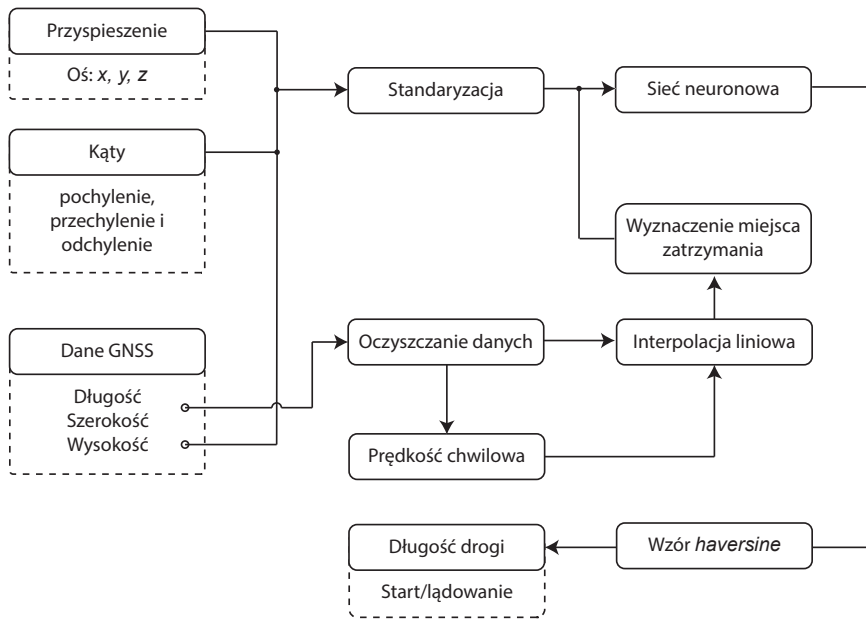 Przyspieszenie
Oś: x, y, z
Kąty
pochylenie,
przechylenie i
odchylenie
Dane GNSS
Długość
Szerokość
Wysokość
Standaryzacja
Sieć neuronowa
Wyznaczenie miejsca
zatrzymania
Oczyszczanie danych
Interpolacja liniowa
Prędkość chwilowa
Długość drogi
Start/lądowanie
Wzór haversine